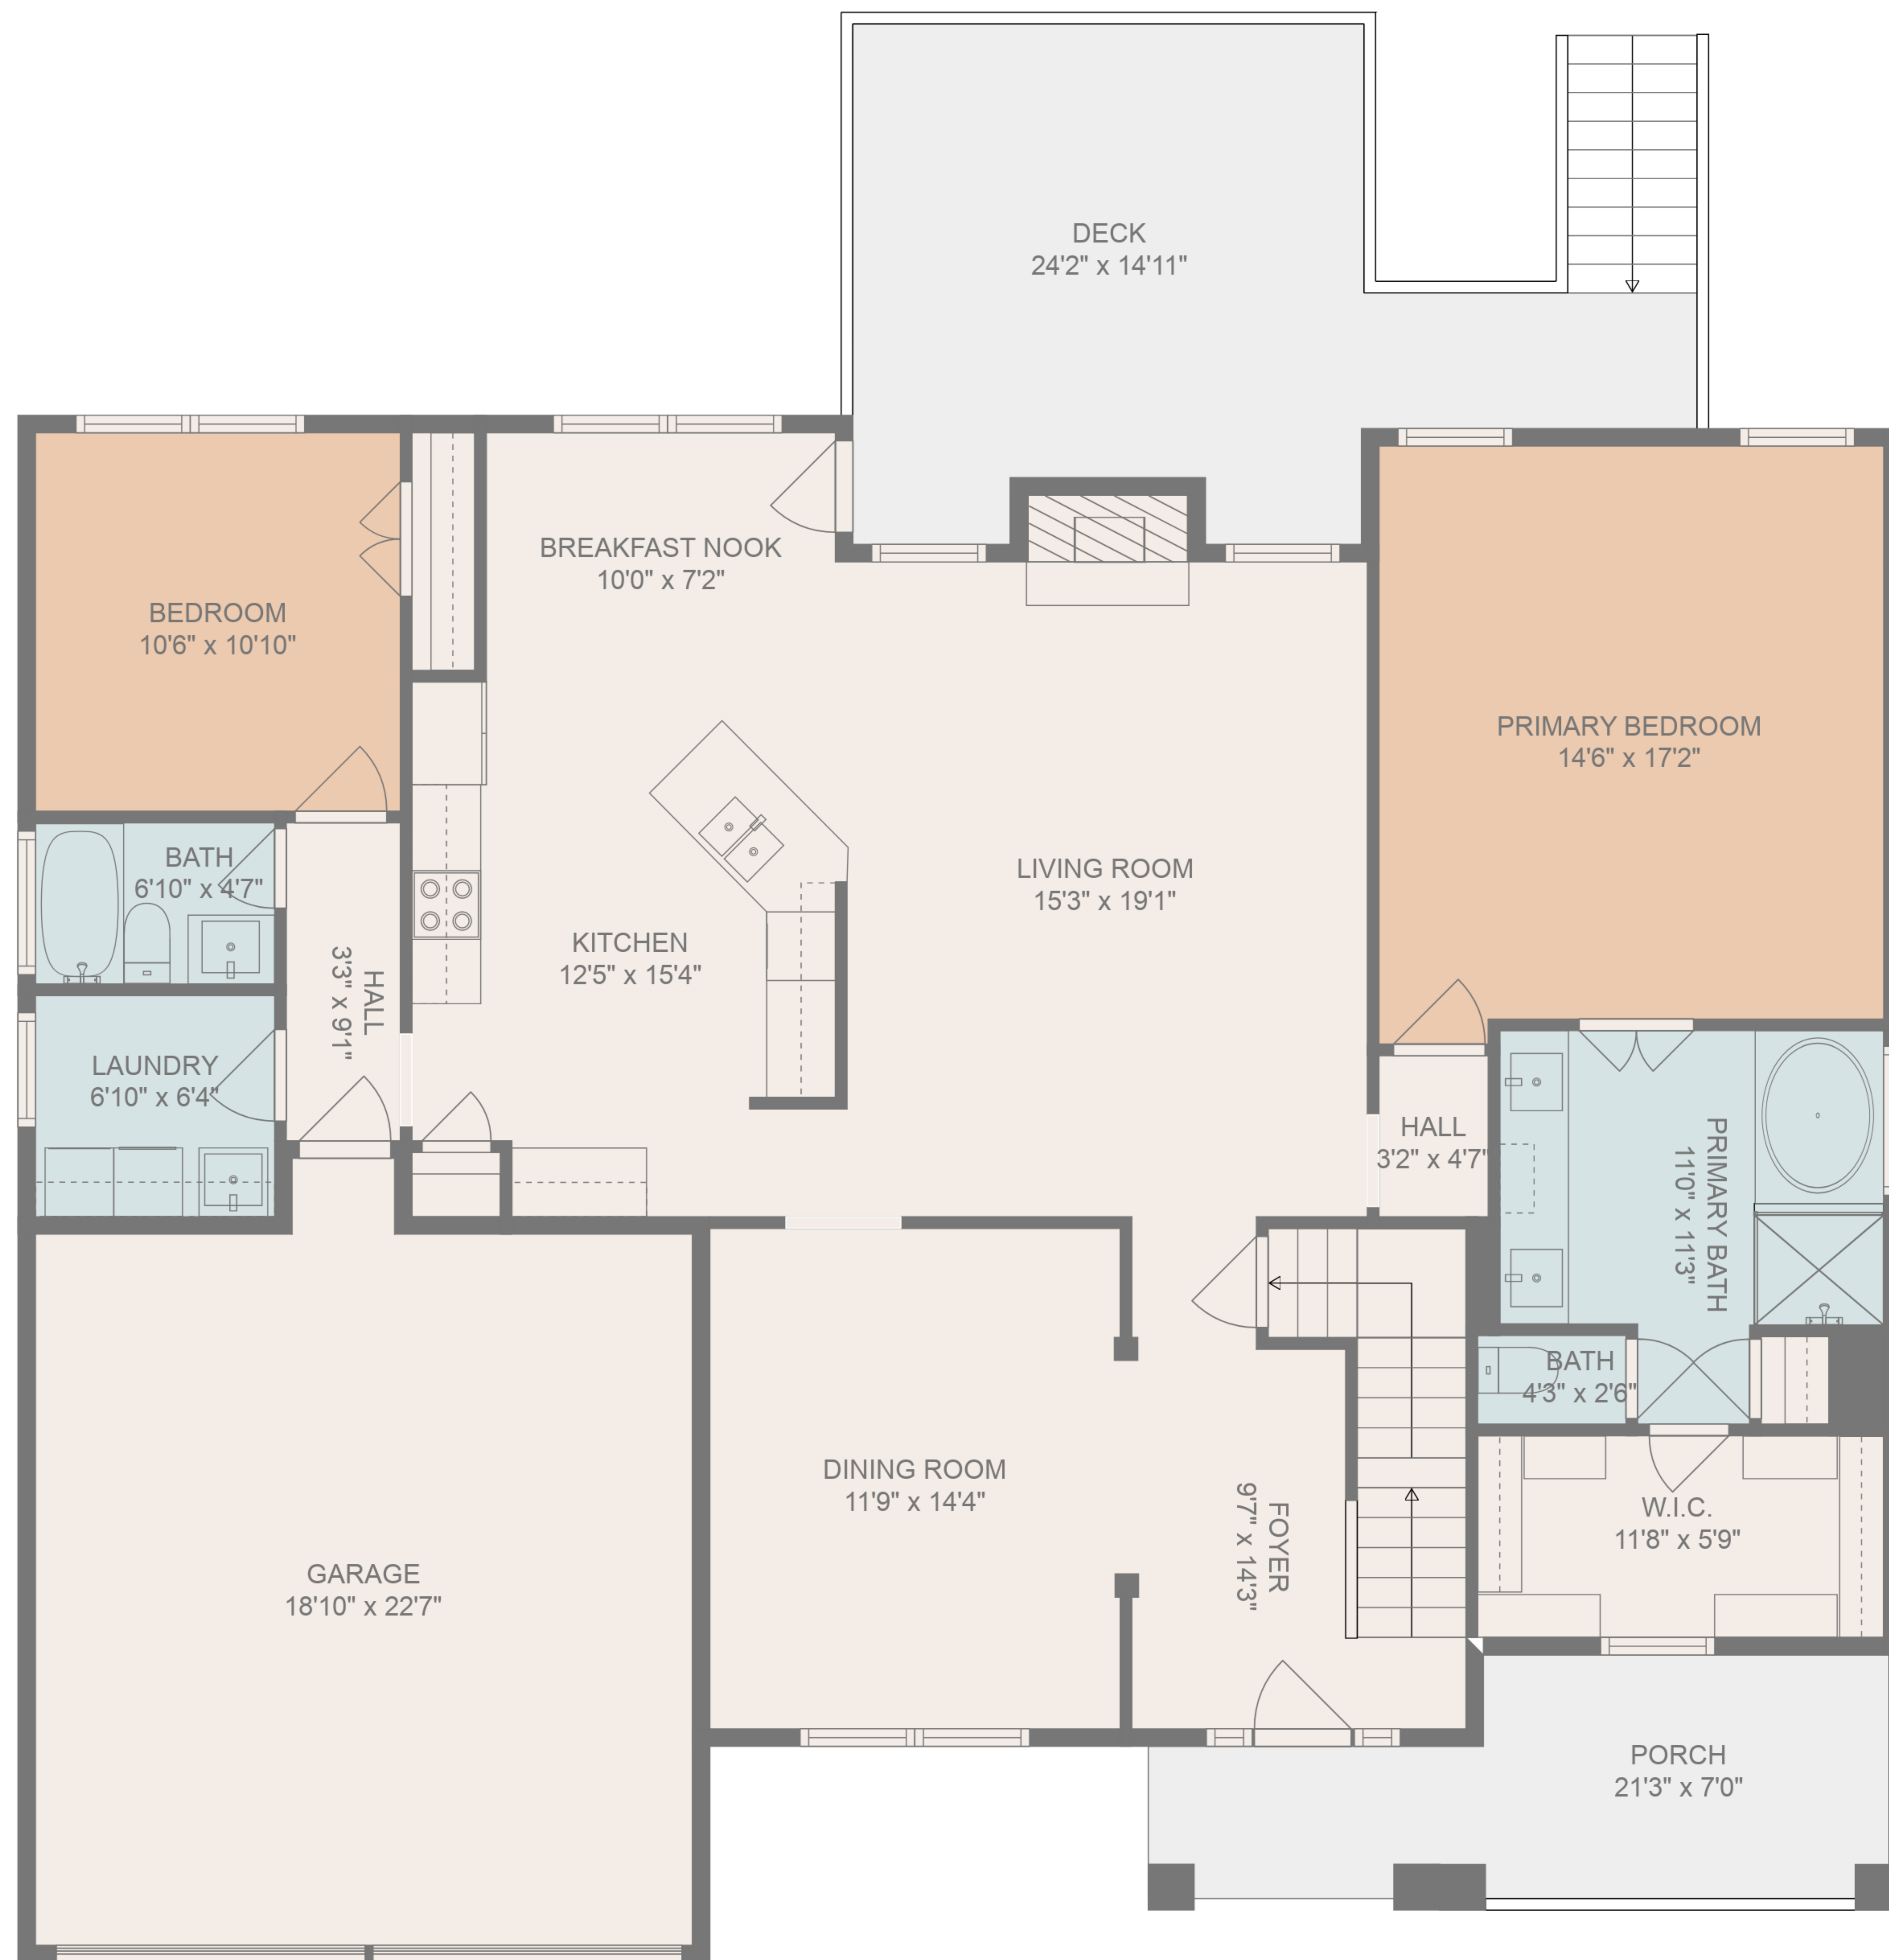 DECK
24'2" x 14'11"
BREAKFAST NOOK
10'0" x 7'2"
BEDROOM
10'6" x 10'10"
PRIMARY BEDROOM
14'6" x 17'2"
BATH
6'10" x 4'7"
LIVING ROOM
15'3" x 19'1"
KITCHEN
12'5" x 15'4"
HALL
3'3" x 9'1"
LAUNDRY
6'10" x 6'4"
HALL
3'2" x 4'7"
PRIMARY BATH
11'0" x 11'3"
BATH
4'3" x 2'6"
DINING ROOM
11'9" x 14'4"
FOYER
9'7" x 14'3"
W.I.C.
11'8" x 5'9"
GARAGE
18'10" x 22'7"
PORCH
21'3" x 7'0"